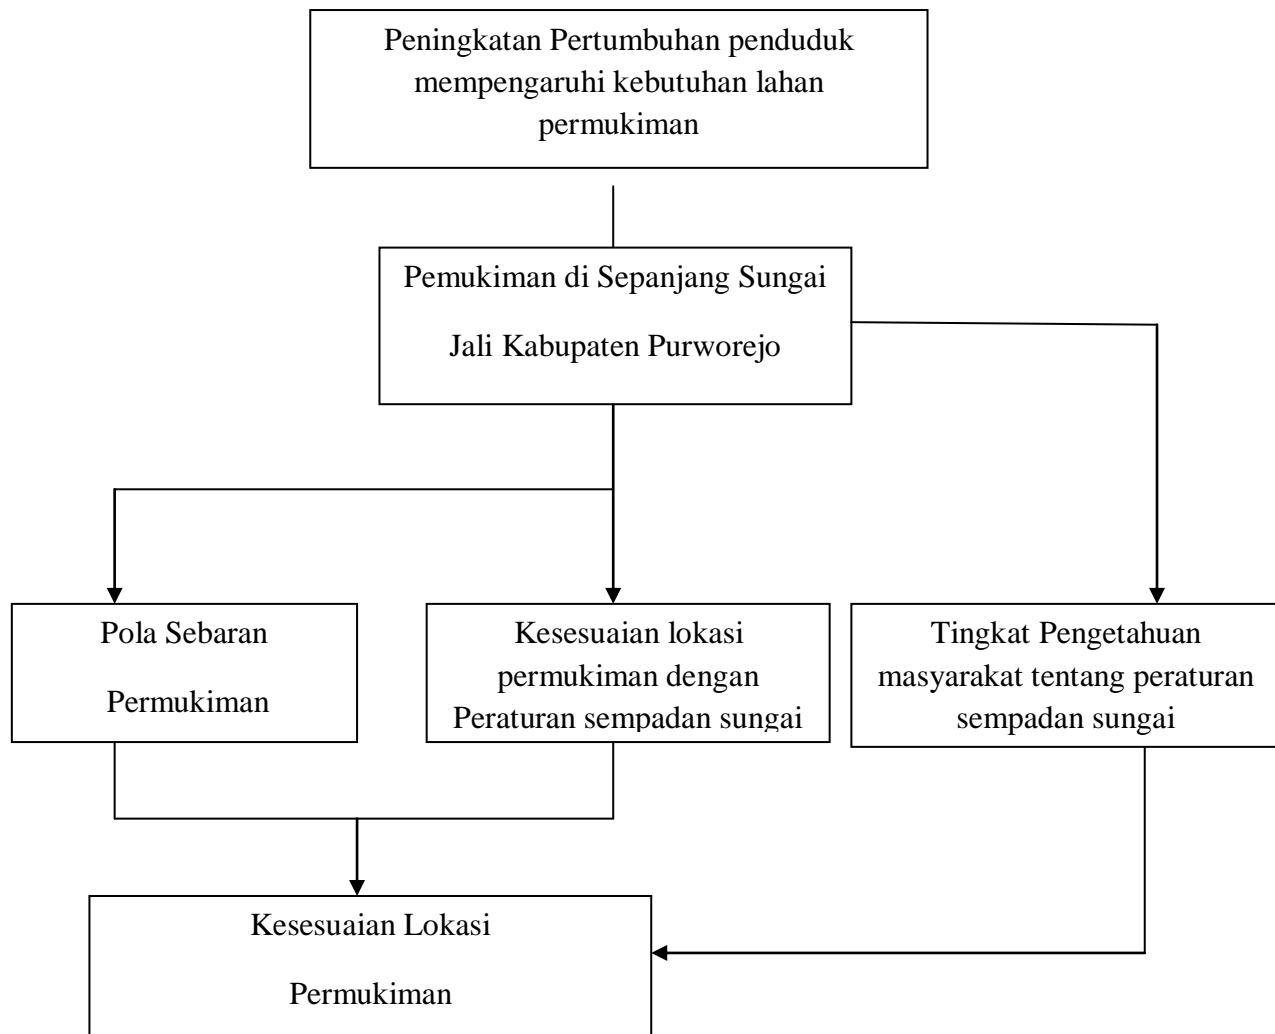 Peningkatan Pertumbuhan penduduk
mempengaruhi kebutuhan lahan
permukiman
Pemukiman di Sepanjang Sungai
Jali Kabupaten Purworejo
Pola Sebaran
Permukiman
Kesesuaian lokasi
permukiman dengan
Peraturan sempadan sungai
Tingkat Pengetahuan
masyarakat tentang peraturan
sempadan sungai
Kesesuaian Lokasi
Permukiman